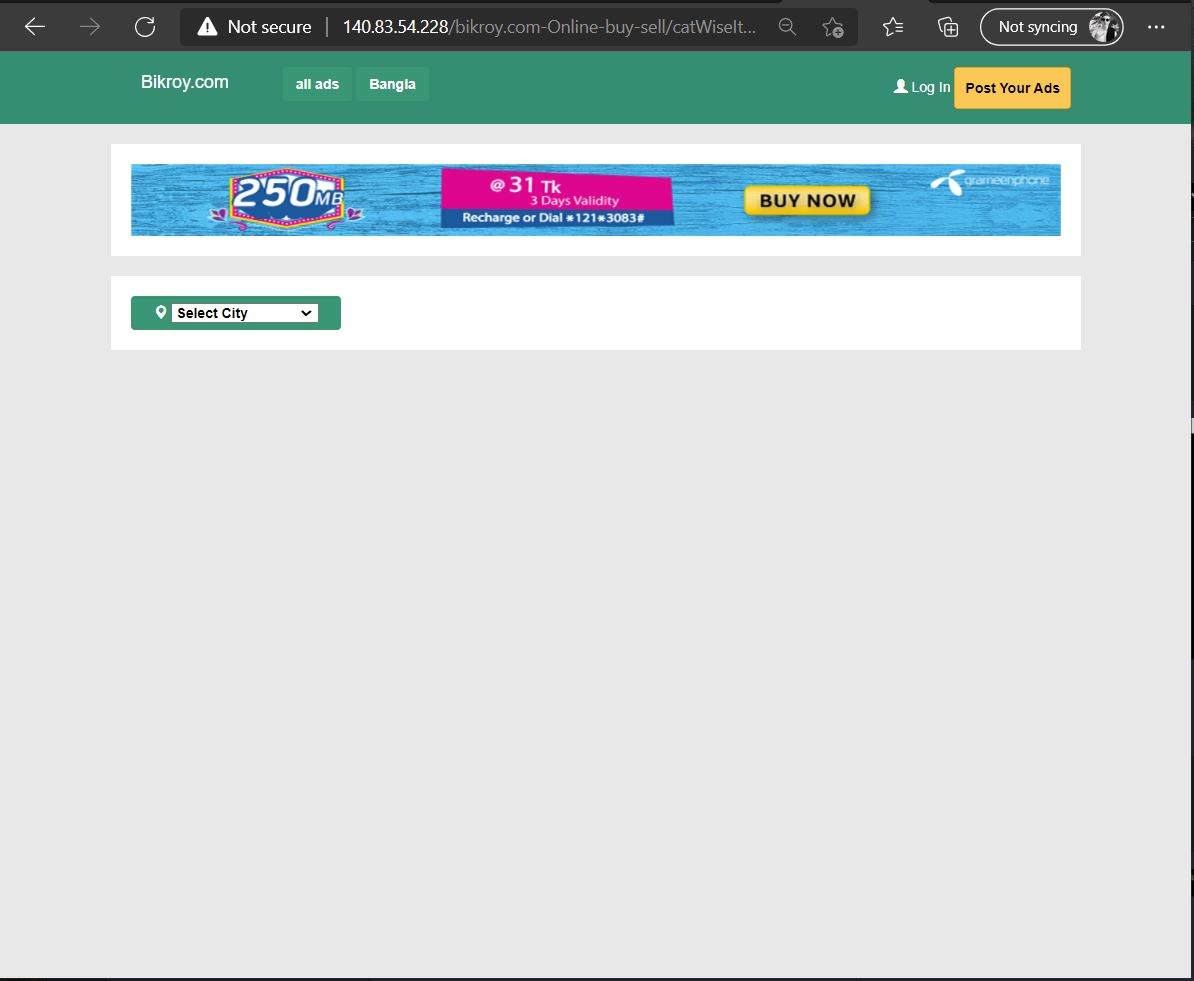 Not secure 140.83.54.228/bikroy.com-Online-buy-sell/catWiseIt... Not syncing
Bikroy.com all ads Bangla Log In Post Your Ads
250MB
@ 31 Tk
3 Days Validity
Recharge or Dial *121*3083#
BUY NOW
grameenphone
Select City